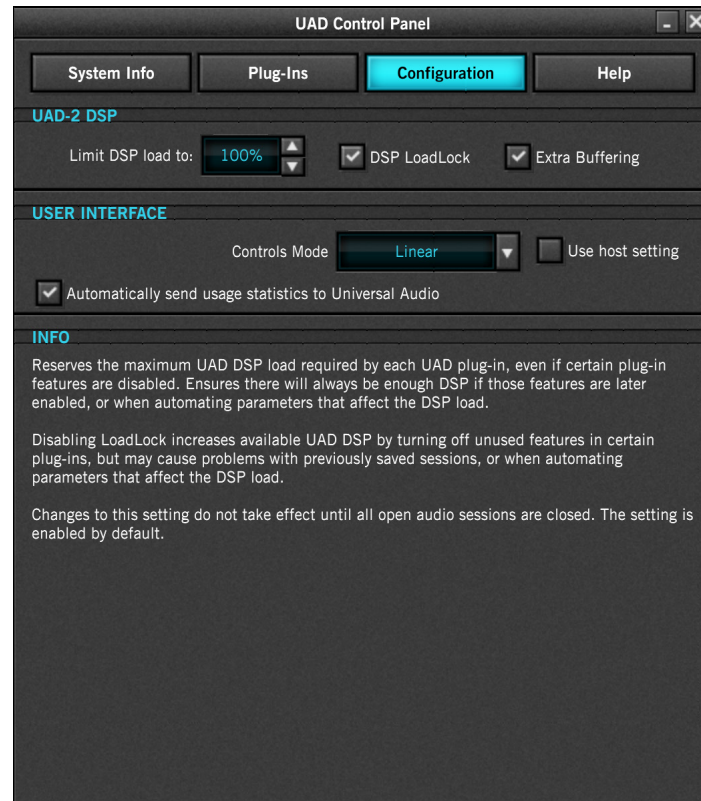 UAD Control Panel
System Info
Plug-Ins
Configuration
Help
UAD-2 DSP
Limit DSP load to: 100% DSP LoadLock Extra Buffering
USER INTERFACE
Controls Mode Linear Use host setting
Automatically send usage statistics to Universal Audio
INFO
Reserves the maximum UAD DSP load required by each UAD plug-in, even if certain plug-in
features are disabled. Ensures there will always be enough DSP if those features are later
enabled, or when automating parameters that affect the DSP load.
Disabling LoadLock increases available UAD DSP by turning off unused features in certain
plug-ins, but may cause problems with previously saved sessions, or when automating
parameters that affect the DSP load.
Changes to this setting do not take effect until all open audio sessions are closed. The setting is
enabled by default.